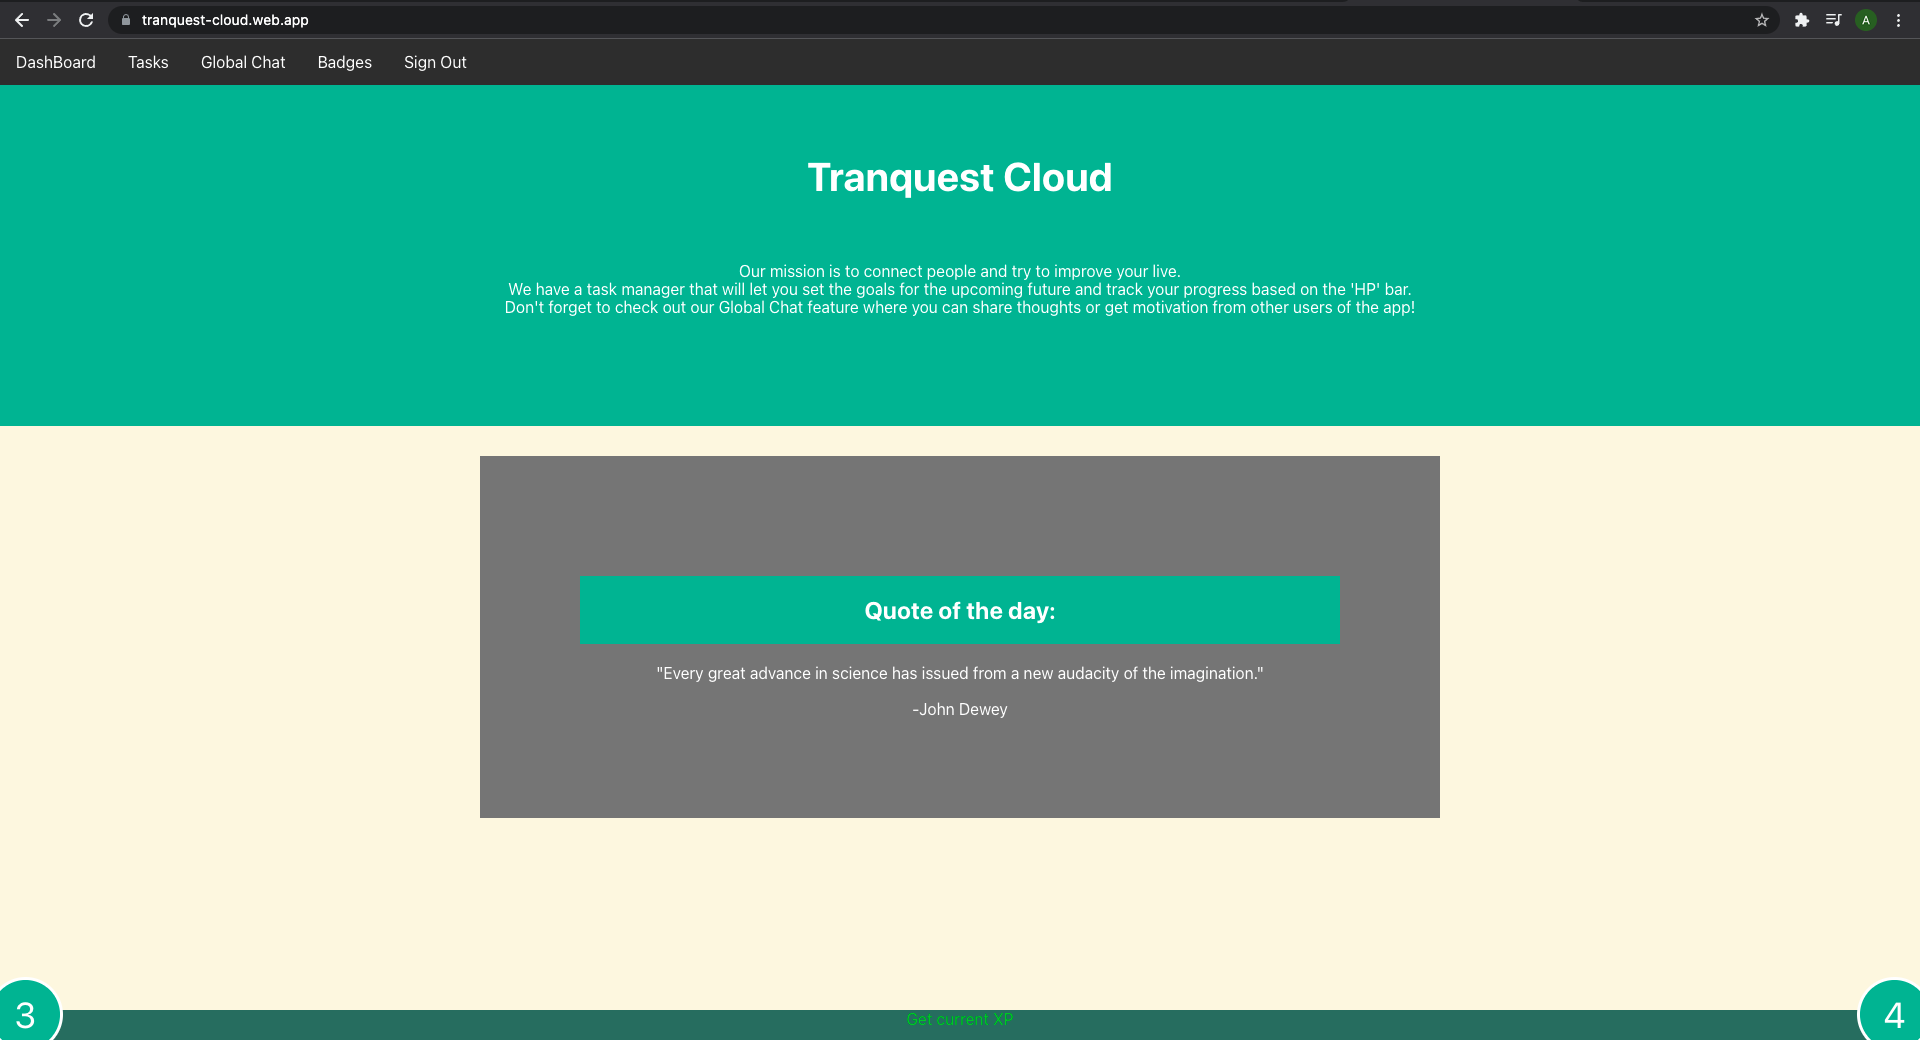 tranquest-cloud.web.app
A
DashBoard Tasks Global Chat Badges Sign Out
Tranquest Cloud
Our mission is to connect people and try to improve your live.
We have a task manager that will let you set the goals for the upcoming future and track your progress based on the 'HP' bar.
Don't forget to check out our Global Chat feature where you can share thoughts or get motivation from other users of the app!
Quote of the day:
"Every great advance in science has issued from a new audacity of the imagination."
-John Dewey
3 Get current XP 4